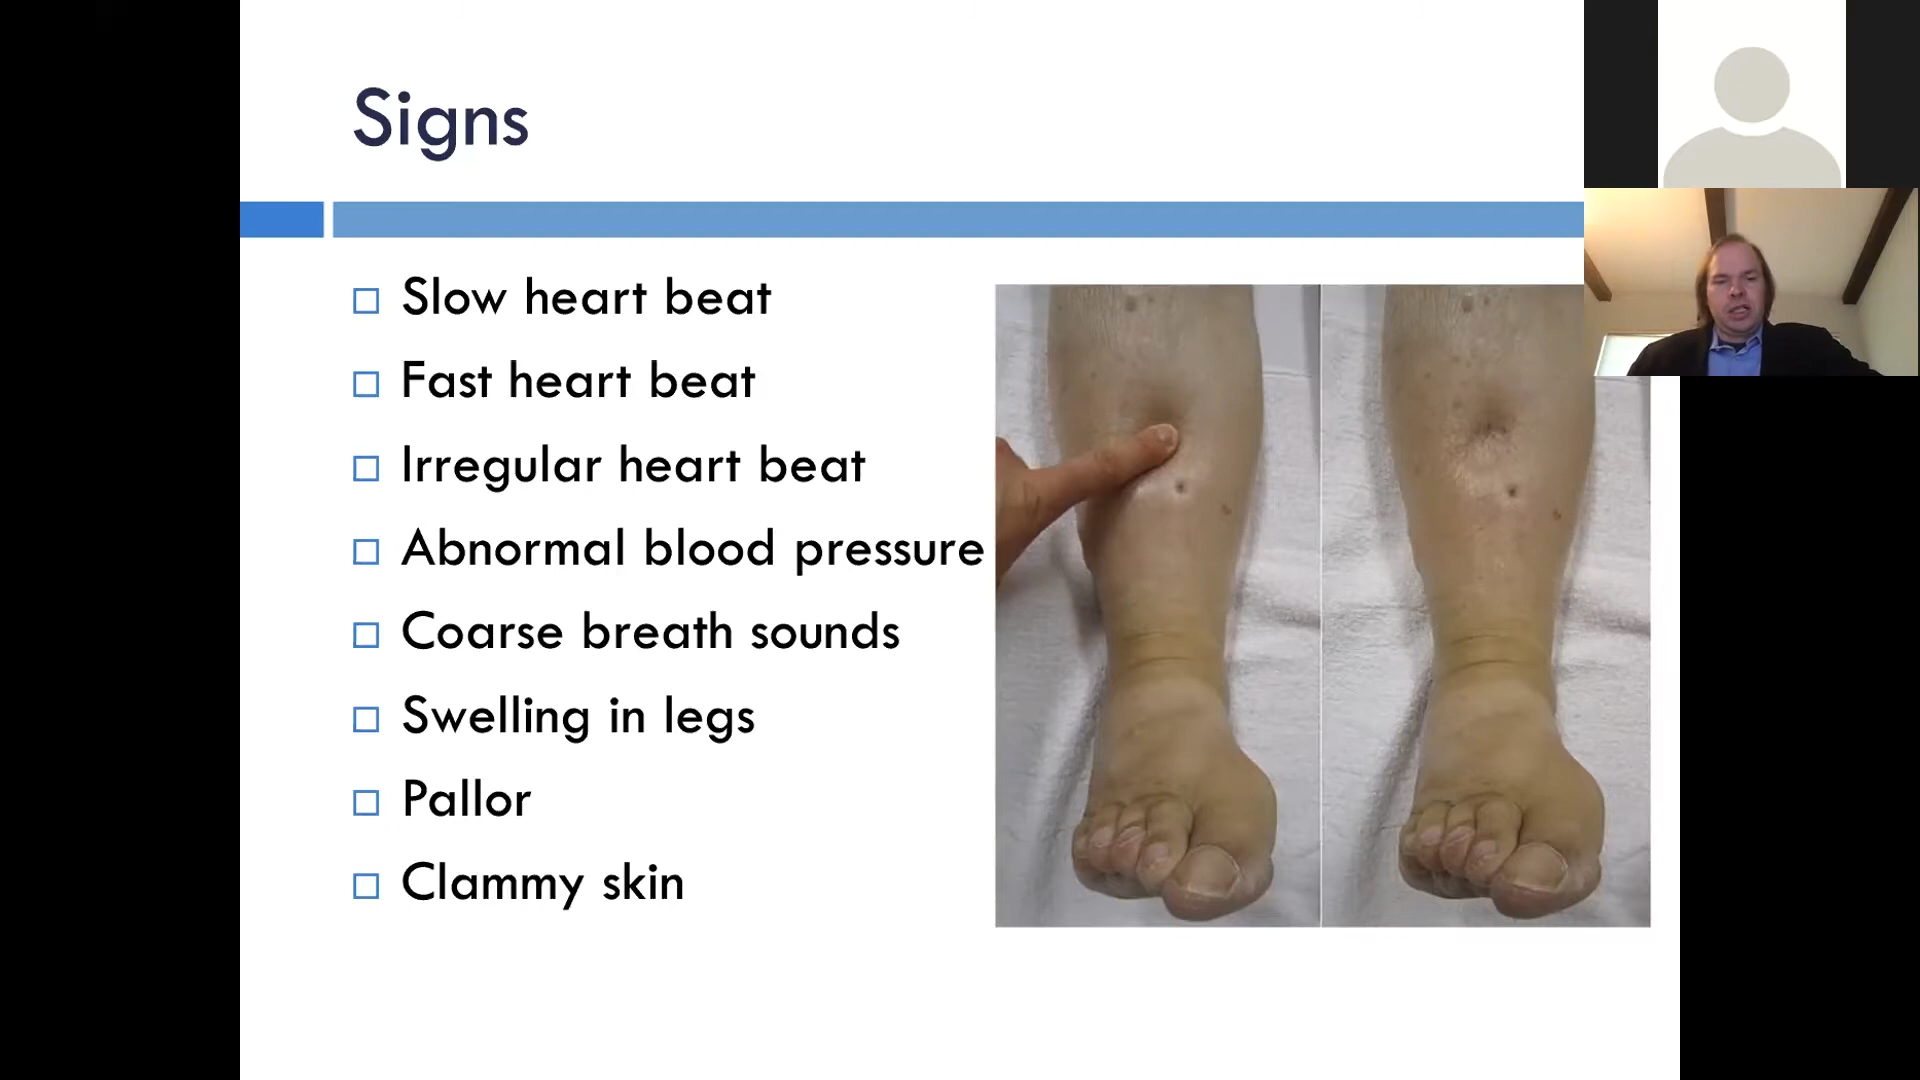 Signs
Slow heart beat
Fast heart beat
Irregular heart beat
Abnormal blood pressure
Coarse breath sounds
Swelling in legs
Pallor
Clammy skin